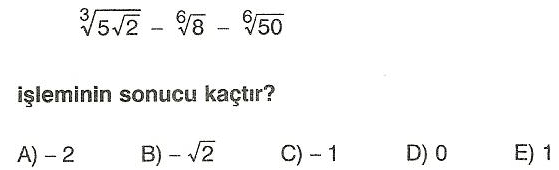 ∛(5√2) − ⁶√8 − ⁶√50
işleminin sonucu kaçtır?
A) – 2 B) – √2 C) – 1 D) 0 E) 1